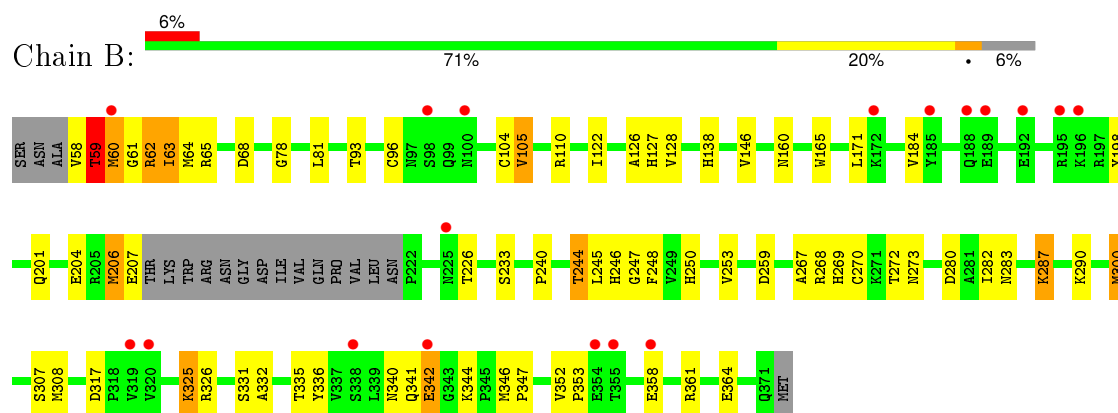 6%
Chain B:
71% 20% • 6%
SER ASN ALA V58 T59 M60 G61 R62 I63 M64 R65 D68 G78 L81 T93 C96 N97 S98 Q99 N100 C104 V105 R110 I122 A126 H127 V128 H138 V146 N160 W165 L171 K172 V184 Y185 Q188 E189 E192 R195 K196 R197 Y198
Q201 E204 R205 M206 E207 THR LYS TRP ARG ASN GLY ASP ILE VAL GLN PRO VAL LEU ASN P222 N225 T226 S233 P240 T244 L245 H246 G247 F248 V249 H250 V253 D259 A267 R268 H269 C270 K271 T272 N273 D280 A281 I282 N283 K287 K290 M300
S307 M308 D317 P318 V319 V320 K325 R326 S331 A332 T335 Y336 V337 S338 L339 N340 Q341 E342 G343 K344 P345 M346 P347 V352 P353 E354 T355 E358 R361 E364 Q371 MET